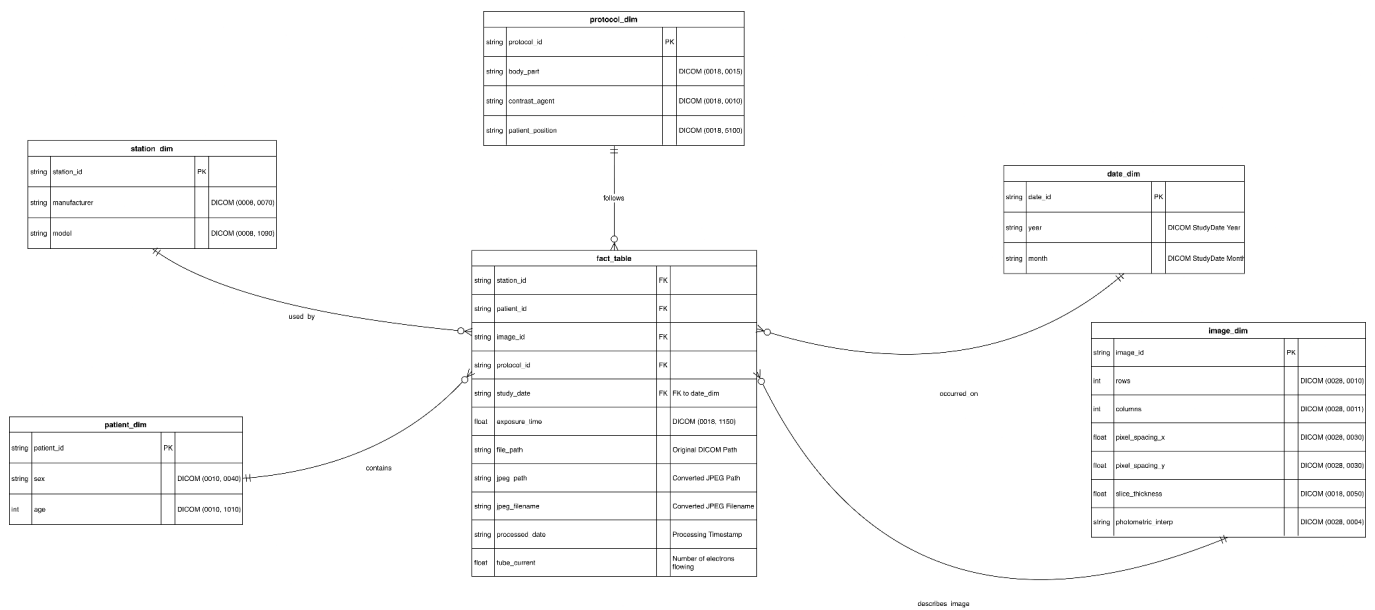 protocol_dim
string protocol_id PK
string body_part DICOM (0018, 0015)
string contrast_agent DICOM (0018, 0010)
string patient_position DICOM (0018, 5100)
station_dim
string station_id PK
string manufacturer DICOM (0008, 0070)
string model DICOM (0008, 1090)
date_dim
string date_id PK
string year DICOM StudyDate Year
string month DICOM StudyDate Month
follows
used by
fact_table
string station_id FK
string patient_id FK
string image_id FK
string protocol_id FK
string study_date FK FK to date_dim
float exposure_time DICOM (0018, 1150)
string file_path Original DICOM Path
string jpeg_path Converted JPEG Path
string jpeg_filename Converted JPEG Filename
string processed_date Processing Timestamp
float tube_current Number of electrons
flowing
image_dim
string image_id PK
int rows DICOM (0028, 0010)
int columns DICOM (0028, 0011)
float pixel_spacing_x DICOM (0028, 0030)
float pixel_spacing_y DICOM (0028, 0030)
float slice_thickness DICOM (0018, 0050)
string photometric_interp DICOM (0028, 0004)
occurred on
patient_dim
string patient_id PK
string sex DICOM (0010, 0040)
int age DICOM (0010, 1010)
contains
describes image